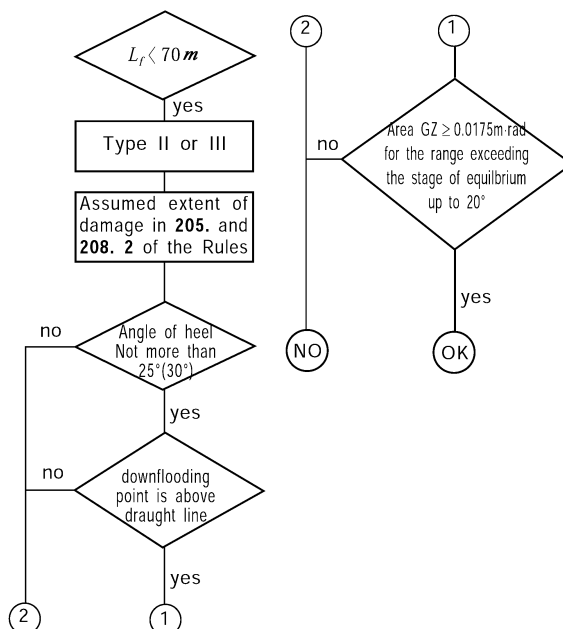 L_f < 70 m
yes
Type II or III
Assumed extent of
damage in 205. and
208. 2 of the Rules
no
Angle of heel
Not more than
25°(30°)
yes
no
downflooding
point is above
draught line
yes
2
1
2
1
no
Area GZ ≥ 0.0175m·rad
for the range exceeding
the stage of equilbrium
up to 20°
yes
NO
OK